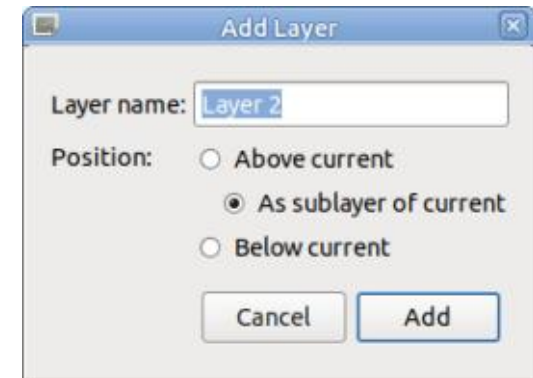 Add Layer
Layer name: Layer 2
Position: Above current
As sublayer of current
Below current
Cancel Add